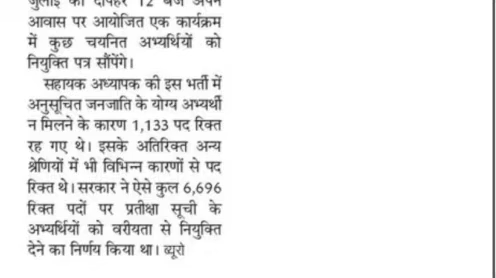 जुलाई को दोपहर 12 बजे अपने
आवास पर आयोजित एक कार्यक्रम
में कुछ चयनित अभ्यर्थियों को
नियुक्ति पत्र सौंपेंगे।
सहायक अध्यापक की इस भर्ती में
अनुसूचित जनजाति के योग्य अभ्यर्थी
न मिलने के कारण 1,133 पद रिक्त
रह गए थे। इसके अतिरिक्त अन्य
श्रेणियों में भी विभिन्न कारणों से पद
रिक्त थे। सरकार ने ऐसे कुल 6,696
रिक्त पदों पर प्रतीक्षा सूची के
अभ्यर्थियों को वरीयता से नियुक्ति
देने का निर्णय किया था। ब्यूरो